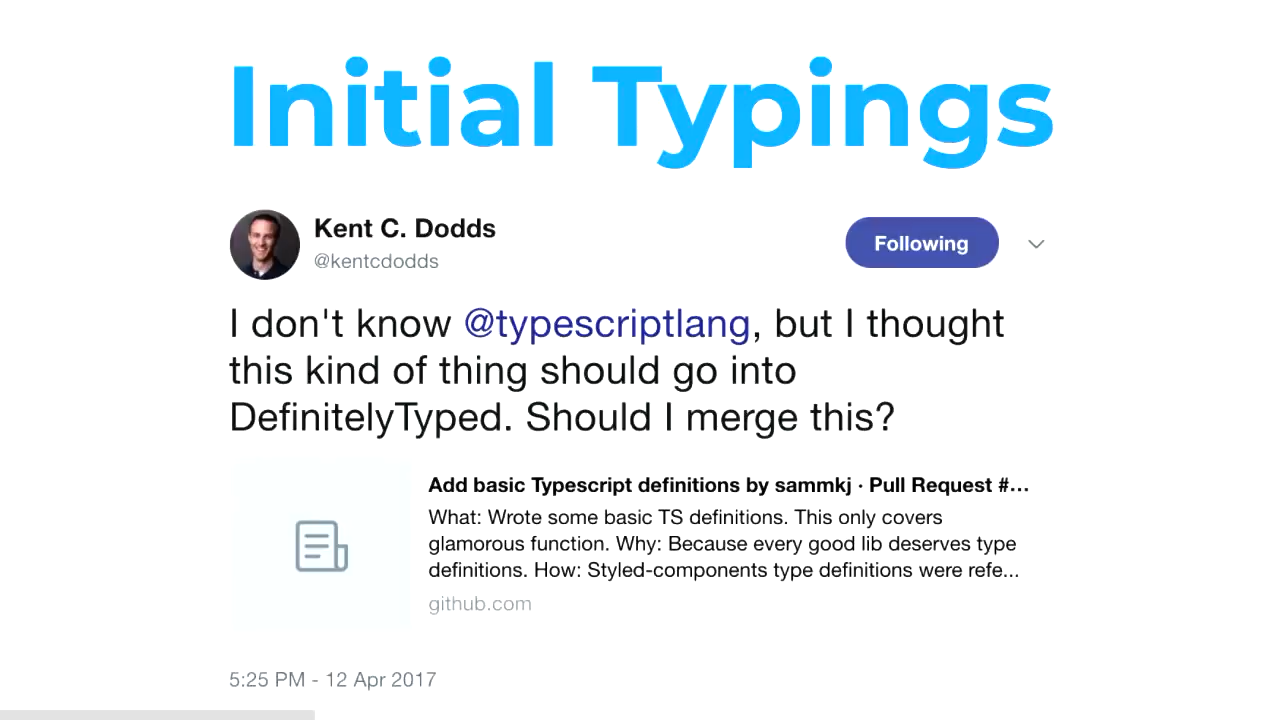 Initial Typings
Kent C. Dodds
@kentcdodds
Following
I don't know @typescriptlang, but I thought
this kind of thing should go into
DefinitelyTyped. Should I merge this?
Add basic Typescript definitions by sammkj · Pull Request #...
What: Wrote some basic TS definitions. This only covers
glamorous function. Why: Because every good lib deserves type
definitions. How: Styled-components type definitions were refe...
github.com
5:25 PM - 12 Apr 2017